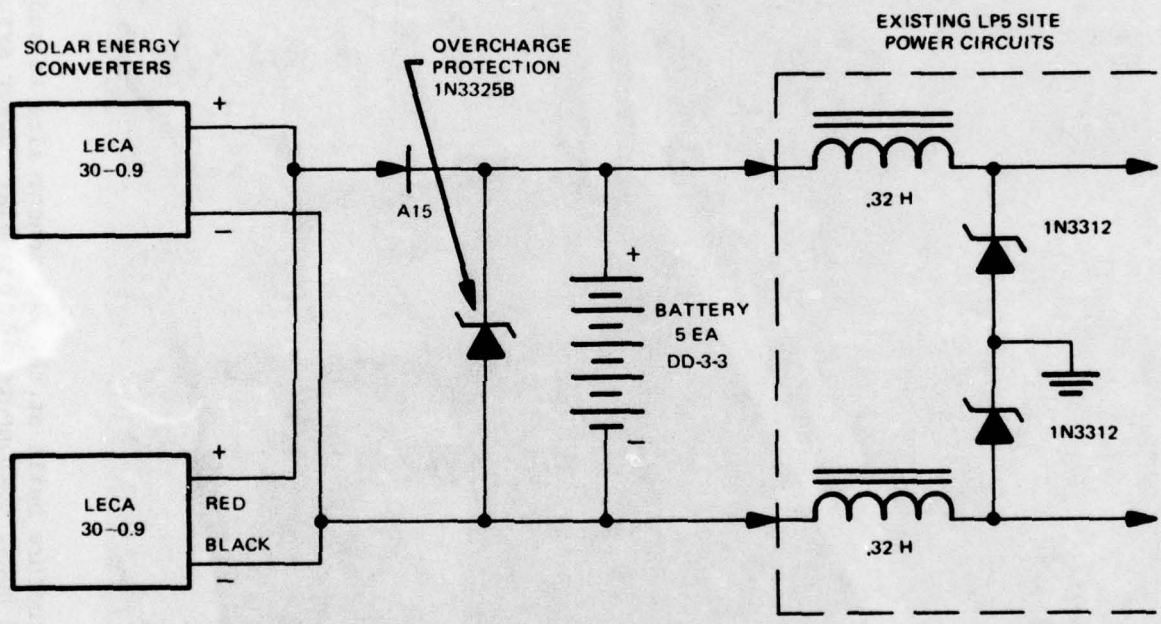 SOLAR ENERGY
CONVERTERS
OVERCHARGE
PROTECTION
1N3325B
EXISTING LP5 SITE
POWER CIRCUITS
+
LECA
30-0.9
−
A15
.32 H
1N3312
+
BATTERY
5 EA
DD-3-3
−
1N3312
+
LECA
30-0.9
RED
BLACK
−
.32 H